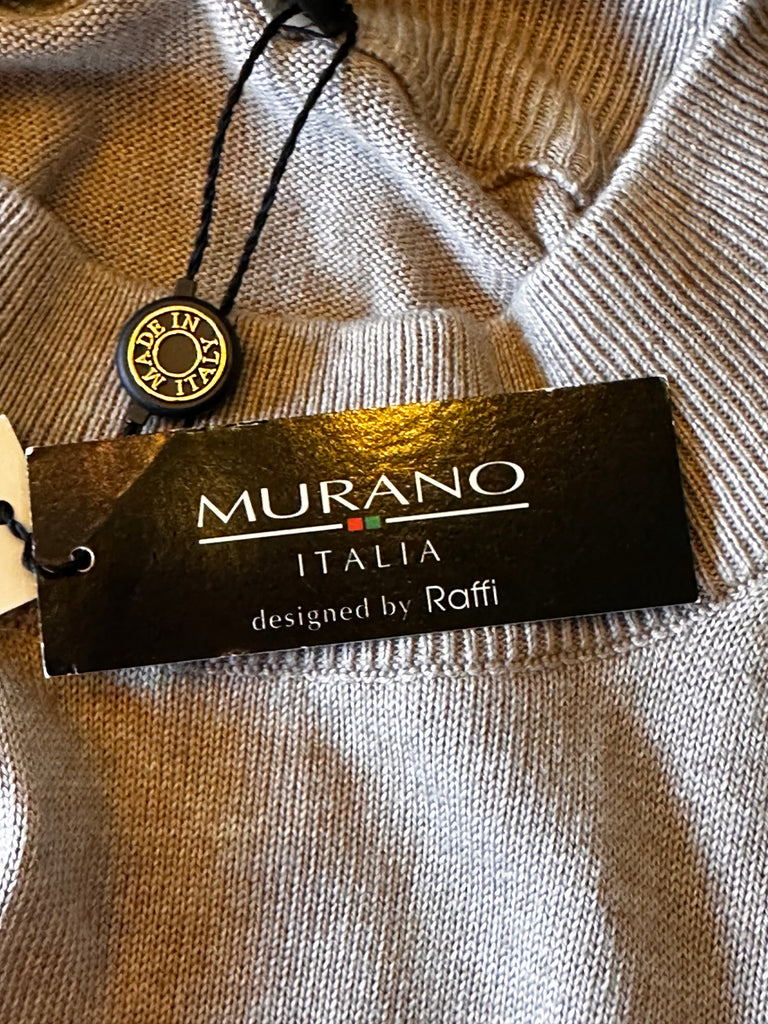 MADE IN ITALY
MURANO
ITALIA
designed by Raffi